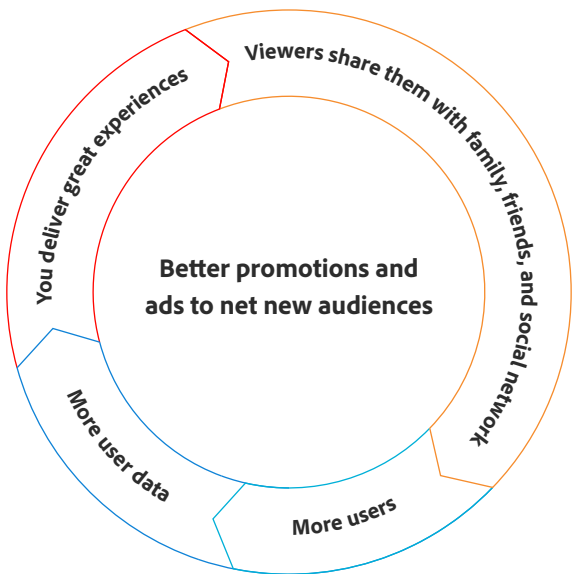 You deliver great experiences
Viewers share them with family, friends, and social network
More users
More user data
Better promotions and
ads to net new audiences